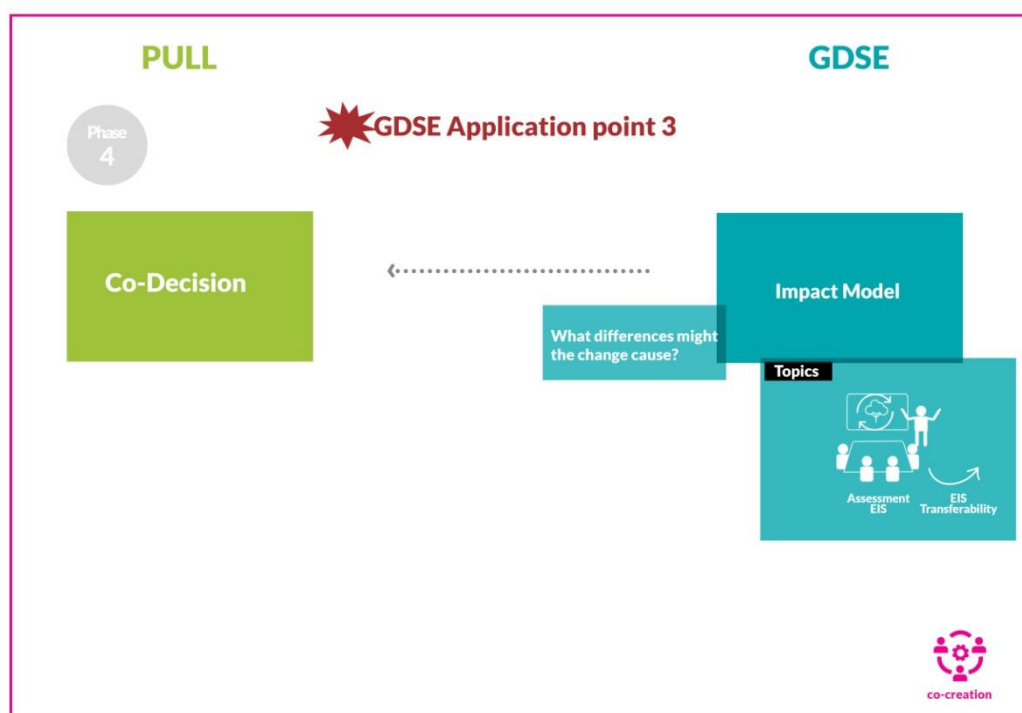 PULL
GDSE
Phase
4
GDSE Application point 3
Co-Decision
Impact Model
What differences might
the change cause?
Topics
Assessment
EIS
EIS
Transferability
co-creation